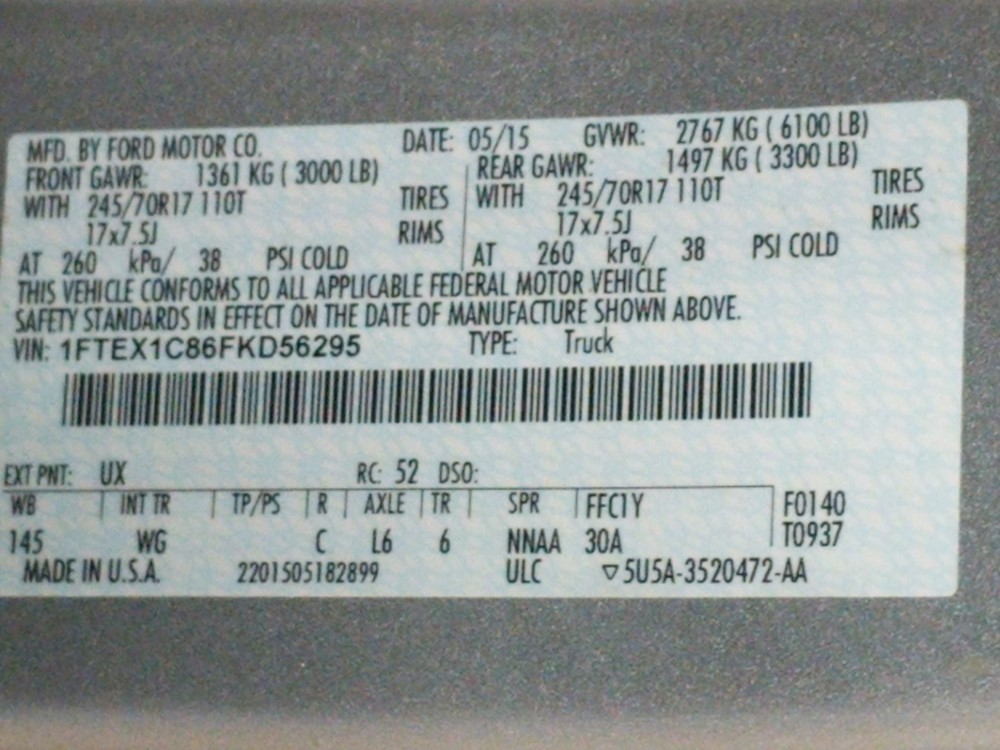 MFD. BY FORD MOTOR CO. DATE: 05/15 GVWR: 2767 KG ( 6100 LB)
FRONT GAWR: 1361 KG ( 3000 LB) REAR GAWR: 1497 KG ( 3300 LB)
WITH 245/70R17 110T TIRES WITH 245/70R17 110T TIRES
17x7.5J RIMS 17x7.5J RIMS
AT 260 kPa/ 38 PSI COLD AT 260 kPa/ 38 PSI COLD
THIS VEHICLE CONFORMS TO ALL APPLICABLE FEDERAL MOTOR VEHICLE
SAFETY STANDARDS IN EFFECT ON THE DATE OF MANUFACTURE SHOWN ABOVE.
VIN: 1FTEX1C86FKD56295 TYPE: Truck
EXT PNT: UX RC: 52 DSO:
WB INT TR TP/PS R AXLE TR SPR FFC1Y F0140
145 WG C L6 6 NNAA 30A T0937
MADE IN U.S.A. 2201505182899 ULC ▽5U5A-3520472-AA